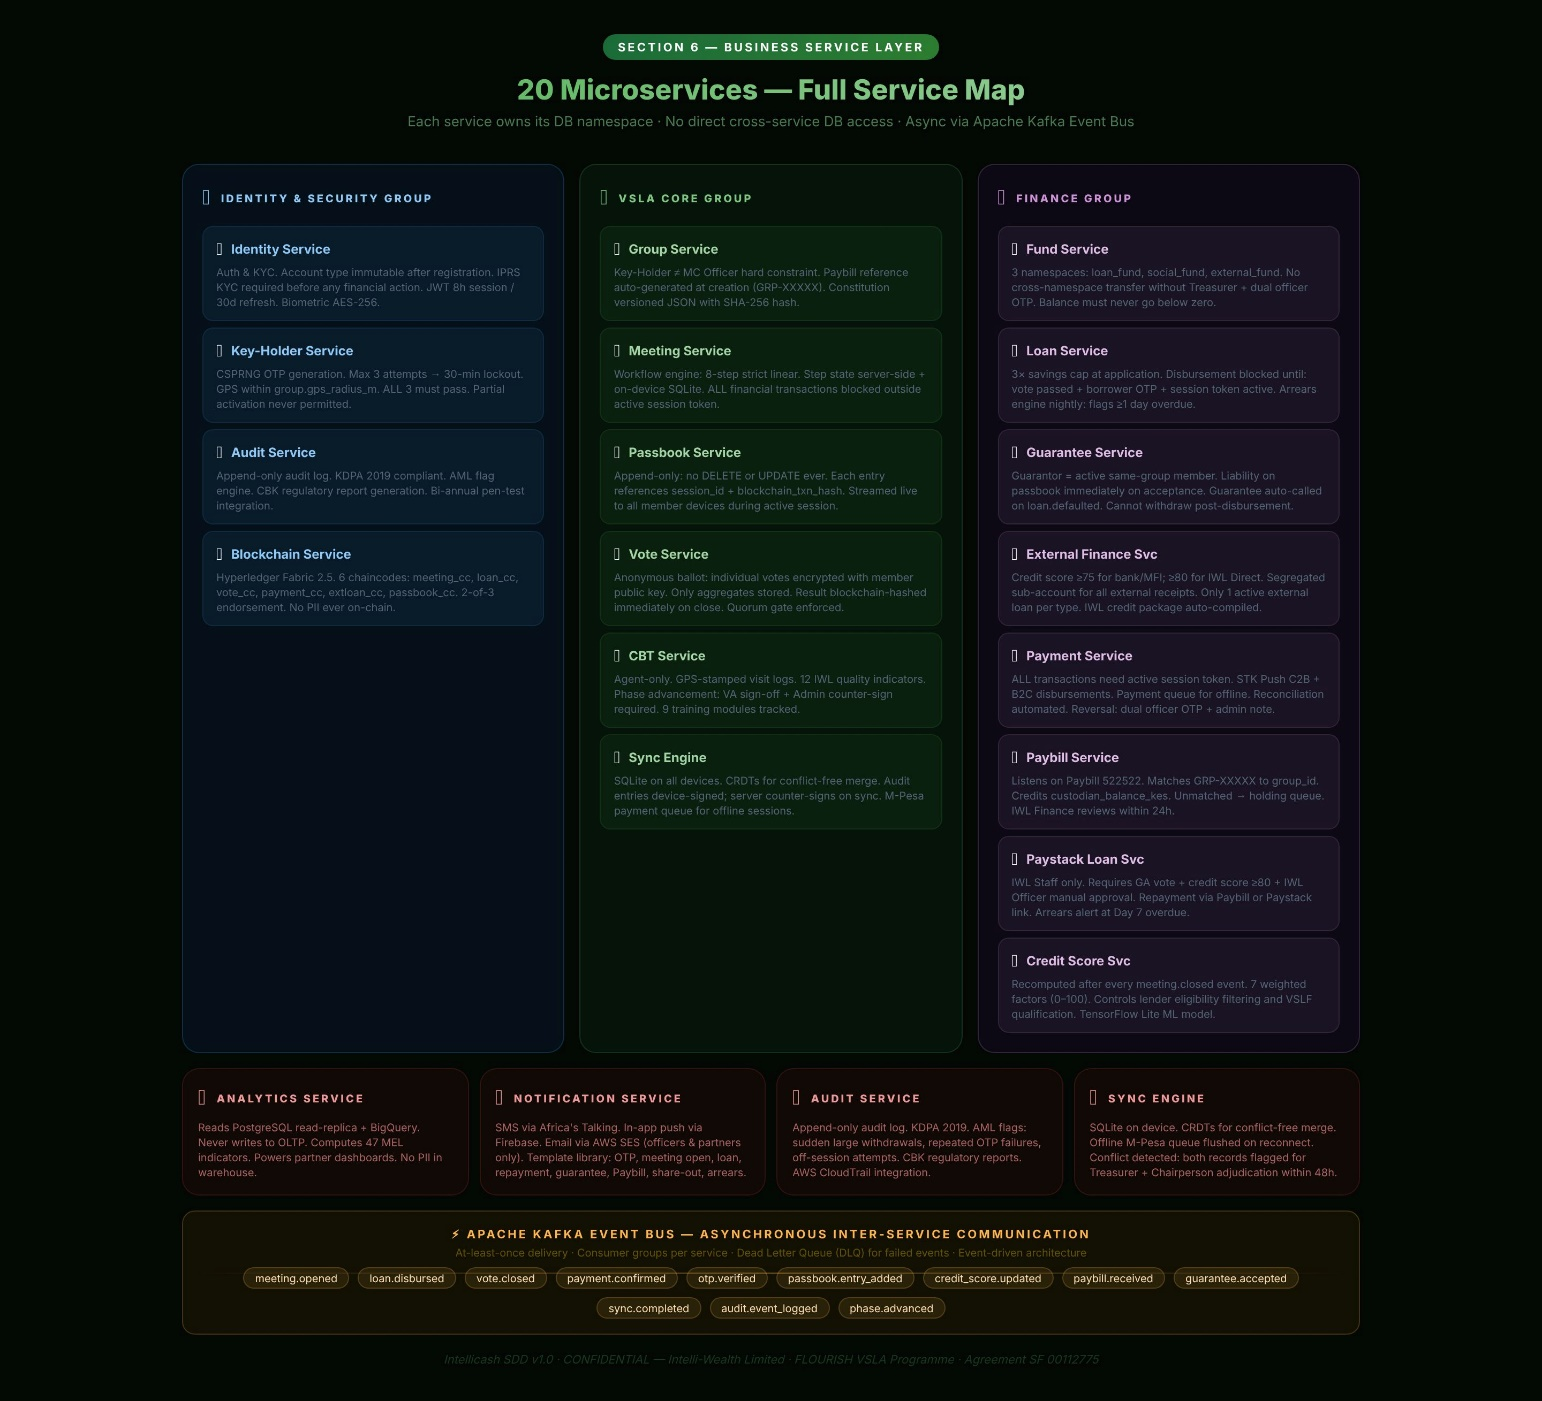 SECTION 6 — BUSINESS SERVICE LAYER
20 Microservices — Full Service Map
Each service owns its DB namespace · No direct cross-service DB access · Async via Apache Kafka Event Bus
IDENTITY & SECURITY GROUP
Identity Service
Auth & KYC. Account type immutable after registration. IPRS
KYC required before any financial action. JWT 8h session /
30d refresh. Biometric AES-256.
Key-Holder Service
CSPRNG OTP generation. Max 3 attempts → 30-min lockout.
GPS within group.gps_radius_m. ALL 3 must pass. Partial
activation never permitted.
Audit Service
Append-only audit log. KDPA 2019 compliant. AML flag
engine. CBK regulatory report generation. Bi-annual pen-test
integration.
Blockchain Service
Hyperledger Fabric 2.5. 6 chaincodes: meeting_cc, loan_cc,
vote_cc, payment_cc, extloan_cc, passbook_cc. 2-of-3
endorsement. No PII ever on-chain.
VSLA CORE GROUP
Group Service
Key-Holder ≠ MC Officer hard constraint. Paybill reference
auto-generated at creation (GRP-XXXXX). Constitution
versioned JSON with SHA-256 hash.
Meeting Service
Workflow engine: 8-step strict linear. Step state server-side +
on-device SQLite. ALL financial transactions blocked outside
active session token.
Passbook Service
Append-only: no DELETE or UPDATE ever. Each entry
references session_id + blockchain_txn_hash. Streamed live
to all member devices during active session.
Vote Service
Anonymous ballot: individual votes encrypted with member
public key. Only aggregates stored. Result blockchain-hashed
immediately on close. Quorum gate enforced.
CBT Service
Agent-only. GPS-stamped visit logs. 12 IWL quality indicators.
Phase advancement: VA sign-off + Admin counter-sign
required. 9 training modules tracked.
Sync Engine
SQLite on all devices. CRDTs for conflict-free merge. Audit
entries device-signed; server counter-signs on sync. M-Pesa
payment queue for offline sessions.
FINANCE GROUP
Fund Service
3 namespaces: loan_fund, social_fund, external_fund. No
cross-namespace transfer without Treasurer + dual officer
OTP. Balance must never go below zero.
Loan Service
3× savings cap at application. Disbursement blocked until:
vote passed + borrower OTP + session token active. Arrears
engine nightly: flags ≥1 day overdue.
Guarantee Service
Guarantor = active same-group member. Liability on
passbook immediately on acceptance. Guarantee auto-called
on loan.defaulted. Cannot withdraw post-disbursement.
External Finance Svc
Credit score ≥75 for bank/MFI; ≥80 for IWL Direct. Segregated
sub-account for all external receipts. Only 1 active external
loan per type. IWL credit package auto-compiled.
Payment Service
ALL transactions need active session token. STK Push C2B +
B2C disbursements. Payment queue for offline. Reconciliation
automated. Reversal: dual officer OTP + admin note.
Paybill Service
Listens on Paybill 522522. Matches GRP-XXXXX to group_id.
Credits custodian_balance_kes. Unmatched → holding queue.
IWL Finance reviews within 24h.
Paystack Loan Svc
IWL Staff only. Requires GA vote + credit score ≥80 + IWL
Officer manual approval. Repayment via Paybill or Paystack
link. Arrears alert at Day 7 overdue.
Credit Score Svc
Recomputed after every meeting.closed event. 7 weighted
factors (0–100). Controls lender eligibility filtering and VSLF
qualification. TensorFlow Lite ML model.
ANALYTICS SERVICE
Reads PostgreSQL read-replica + BigQuery.
Never writes to OLTP. Computes 47 MEL
indicators. Powers partner dashboards. No PII in
warehouse.
NOTIFICATION SERVICE
SMS via Africa's Talking. In-app push via
Firebase. Email via AWS SES (officers & partners
only). Template library: OTP, meeting open, loan,
repayment, guarantee, Paybill, share-out, arrears.
AUDIT SERVICE
Append-only audit log. KDPA 2019. AML flags:
sudden large withdrawals, repeated OTP failures,
off-session attempts. CBK regulatory reports.
AWS CloudTrail integration.
SYNC ENGINE
SQLite on device. CRDTs for conflict-free merge.
Offline M-Pesa queue flushed on reconnect.
Conflict detected: both records flagged for
Treasurer + Chairperson adjudication within 48h.
⚡ APACHE KAFKA EVENT BUS — ASYNCHRONOUS INTER-SERVICE COMMUNICATION
At-least-once delivery · Consumer groups per service · Dead Letter Queue (DLQ) for failed events · Event-driven architecture
meeting.opened loan.disbursed vote.closed payment.confirmed otp.verified passbook.entry_added credit_score.updated paybill.received guarantee.accepted
sync.completed audit.event_logged phase.advanced
Intellicash SDD v1.0 · CONFIDENTIAL — Intelli-Wealth Limited · FLOURISH VSLA Programme · Agreement SF 00112775